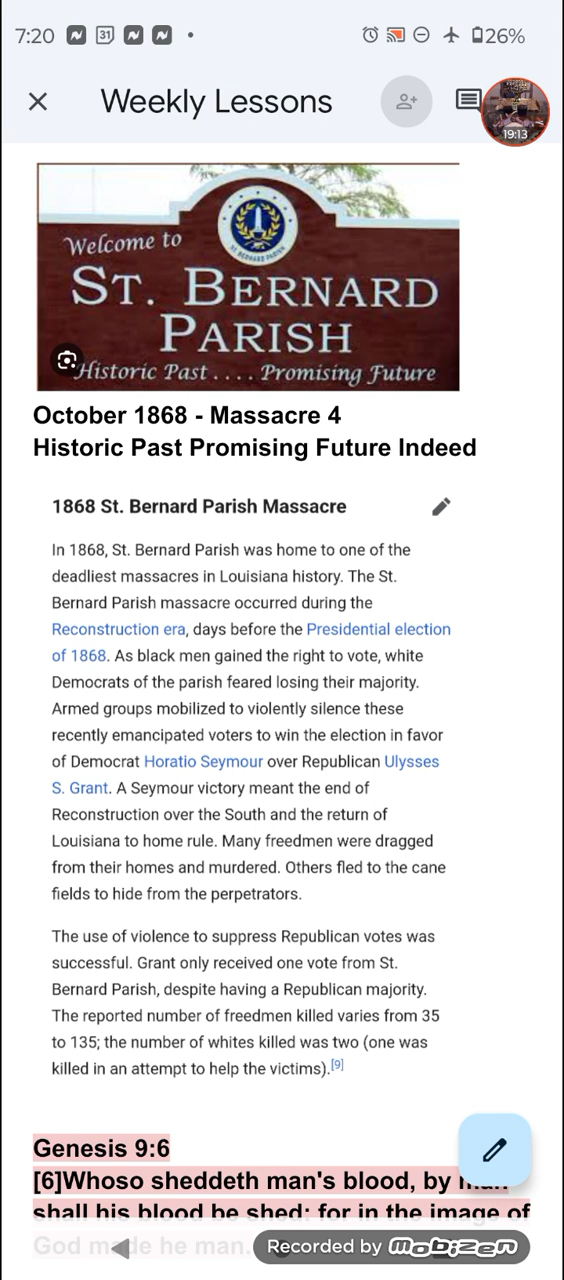 7:20
31
26%
Weekly Lessons
19:13
Welcome to
ST. BERNARD PARISH
ST. BERNARD
PARISH
Historic Past .... Promising Future
October 1868 - Massacre 4
Historic Past Promising Future Indeed
1868 St. Bernard Parish Massacre
In 1868, St. Bernard Parish was home to one of the
deadliest massacres in Louisiana history. The St.
Bernard Parish massacre occurred during the
Reconstruction era, days before the Presidential election
of 1868. As black men gained the right to vote, white
Democrats of the parish feared losing their majority.
Armed groups mobilized to violently silence these
recently emancipated voters to win the election in favor
of Democrat Horatio Seymour over Republican Ulysses
S. Grant. A Seymour victory meant the end of
Reconstruction over the South and the return of
Louisiana to home rule. Many freedmen were dragged
from their homes and murdered. Others fled to the cane
fields to hide from the perpetrators.
The use of violence to suppress Republican votes was
successful. Grant only received one vote from St.
Bernard Parish, despite having a Republican majority.
The reported number of freedmen killed varies from 35
to 135; the number of whites killed was two (one was
killed in an attempt to help the victims).[9]
Genesis 9:6
[6]Whoso sheddeth man's blood, by man
shall his blood be shed: for in the image of
God made he man.
Recorded by mobizen